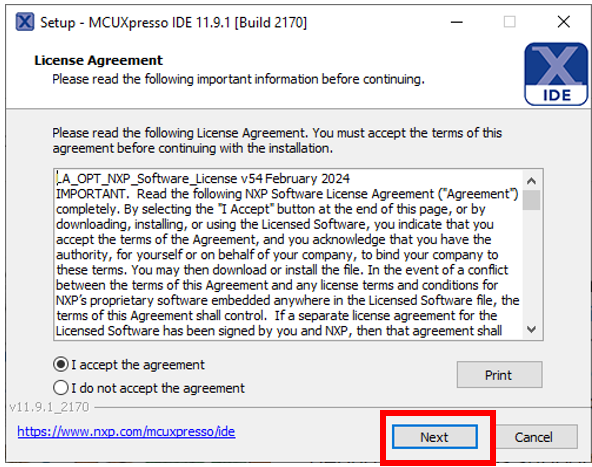 Setup - MCUXpresso IDE 11.9.1 [Build 2170]
License Agreement
Please read the following important information before continuing.
IDE
Please read the following License Agreement. You must accept the terms of this
agreement before continuing with the installation.
LA_OPT_NXP_Software_License v54 February 2024
IMPORTANT.  Read the following NXP Software License Agreement ("Agreement")
completely. By selecting the "I Accept" button at the end of this page, or by
downloading, installing, or using the Licensed Software, you indicate that you
accept the terms of the Agreement, and you acknowledge that you have the
authority, for yourself or on behalf of your company, to bind your company to
these terms. You may then download or install the file. In the event of a conflict
between the terms of this Agreement and any license terms and conditions for
NXP's proprietary software embedded anywhere in the Licensed Software file, the
terms of this Agreement shall control.  If a separate license agreement for the
Licensed Software has been signed by you and NXP, then that agreement shall
I accept the agreement
I do not accept the agreement
Print
v11.9.1_2170
https://www.nxp.com/mcuxpresso/ide
Next
Cancel